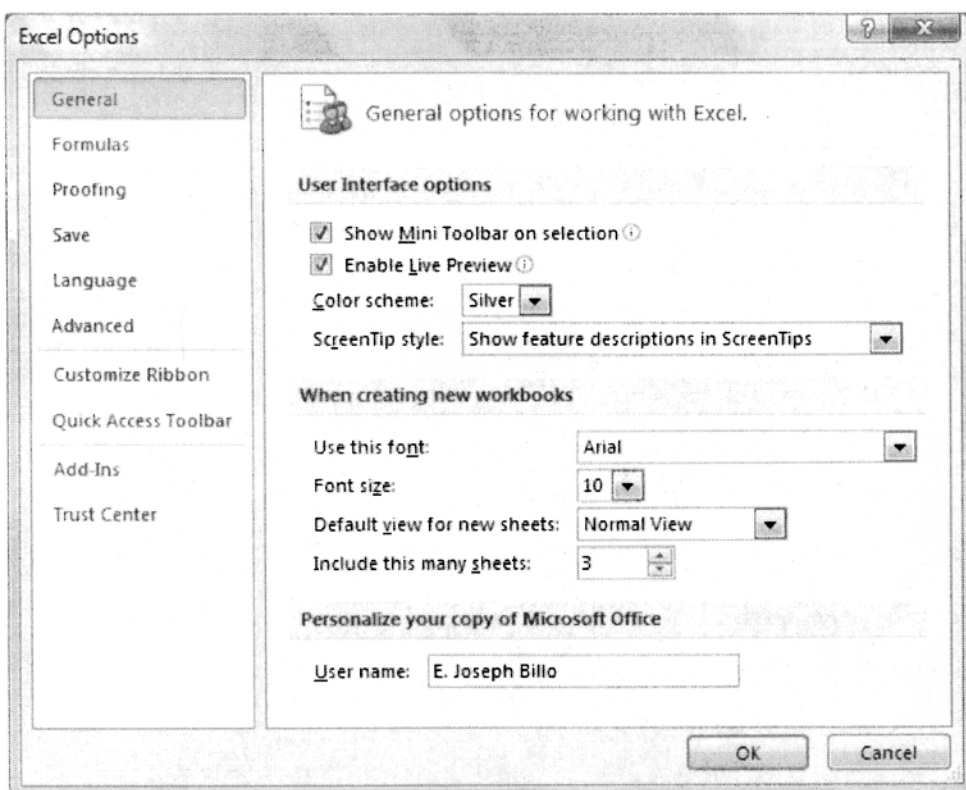 Excel Options
General
Formulas
Proofing
Save
Language
Advanced
Customize Ribbon
Quick Access Toolbar
Add-Ins
Trust Center
General options for working with Excel.
User Interface options
Show Mini Toolbar on selection
Enable Live Preview
Color scheme: Silver
ScreenTip style: Show feature descriptions in ScreenTips
When creating new workbooks
Use this font: Arial
Font size: 10
Default view for new sheets: Normal View
Include this many sheets: 3
Personalize your copy of Microsoft Office
User name: E. Joseph Billo
OK Cancel